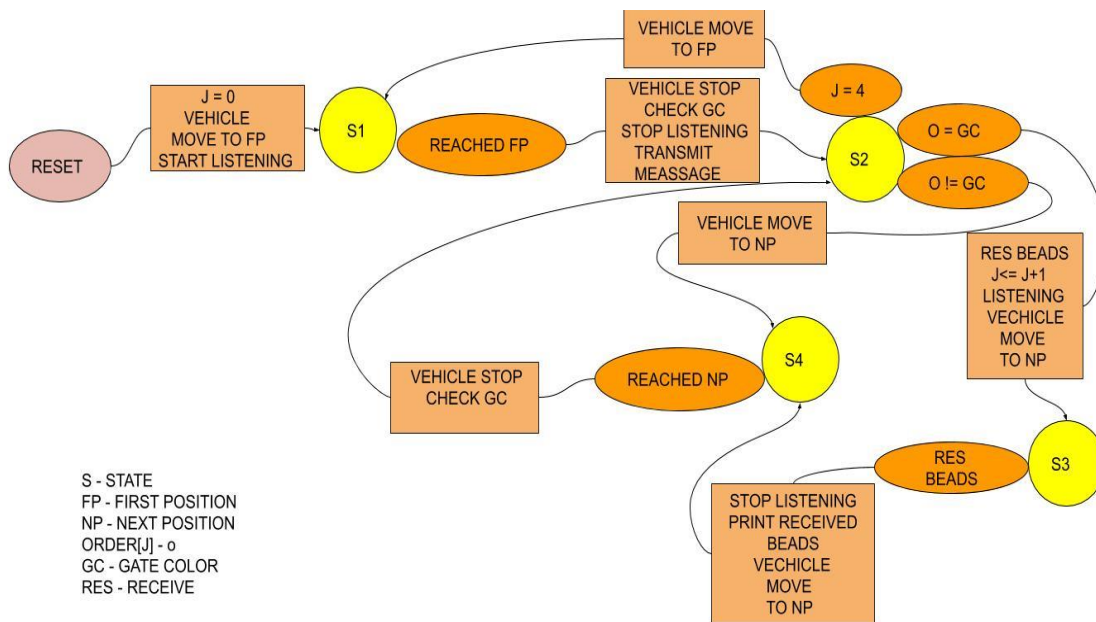 VEHICLE MOVE
TO FP
J = 0
VEHICLE
MOVE TO FP
START LISTENING
RESET
S1
REACHED FP
VEHICLE STOP
CHECK GC
STOP LISTENING
TRANSMIT
MEASSAGE
J = 4
S2
O = GC
O != GC
VEHICLE MOVE
TO NP
RES BEADS
J<= J+1
LISTENING
VECHICLE
MOVE
TO NP
S4
REACHED NP
VEHICLE STOP
CHECK GC
S3
RES
BEADS
STOP LISTENING
PRINT RECEIVED
BEADS
VECHICLE
MOVE
TO NP
S - STATE
FP - FIRST POSITION
NP - NEXT POSITION
ORDER[J] - o
GC - GATE COLOR
RES - RECEIVE